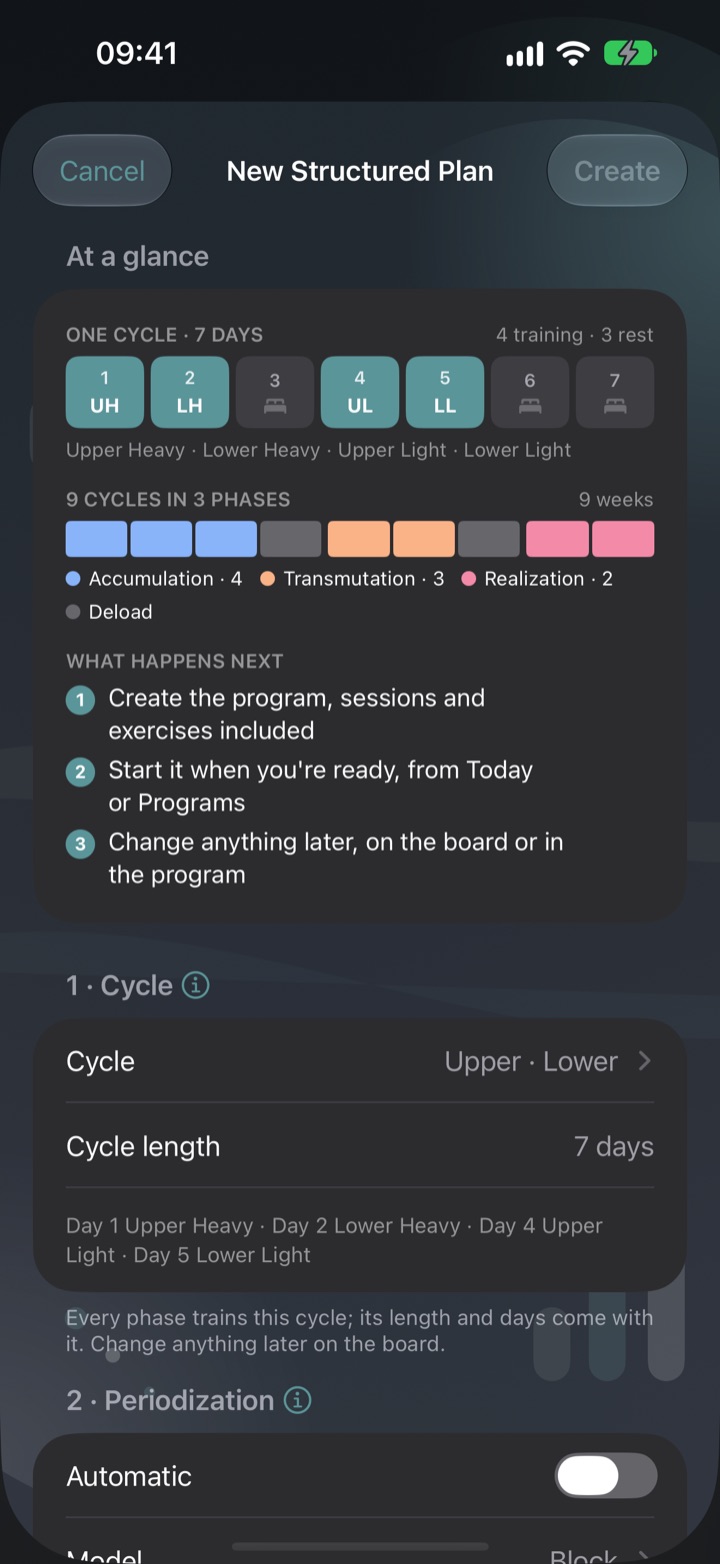 09:41
Cancel
New Structured Plan
Create
At a glance
ONE CYCLE · 7 DAYS
4 training · 3 rest
1
UH
2
LH
3
4
UL
5
LL
6
7
Upper Heavy · Lower Heavy · Upper Light · Lower Light
9 CYCLES IN 3 PHASES
9 weeks
Accumulation · 4
Transmutation · 3
Realization · 2
Deload
WHAT HAPPENS NEXT
1
Create the program, sessions and
exercises included
2
Start it when you're ready, from Today
or Programs
3
Change anything later, on the board or in
the program
1 · Cycle
Cycle
Upper · Lower
Cycle length
7 days
Day 1 Upper Heavy · Day 2 Lower Heavy · Day 4 Upper
Light · Day 5 Lower Light
Every phase trains this cycle; its length and days come with
it. Change anything later on the board.
2 · Periodization
Automatic
Model
Block